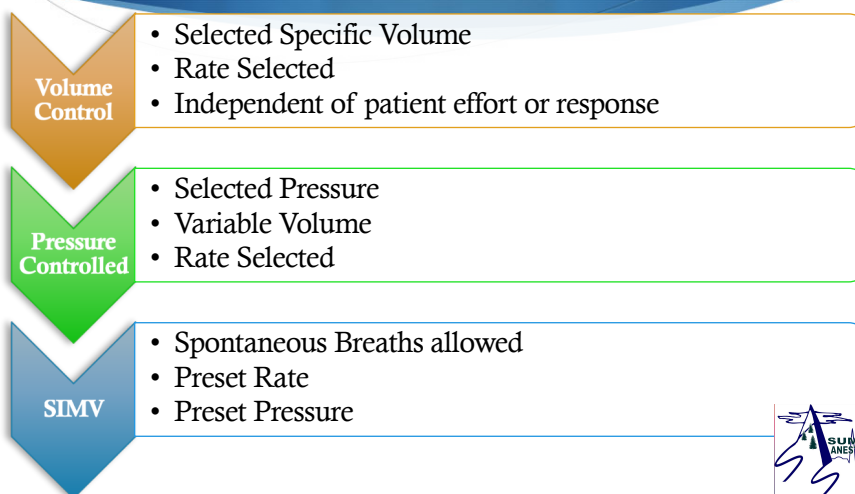 • Selected Specific Volume
• Rate Selected
• Independent of patient effort or response
Volume
Control
• Selected Pressure
• Variable Volume
• Rate Selected
Pressure
Controlled
• Spontaneous Breaths allowed
• Preset Rate
• Preset Pressure
SIMV